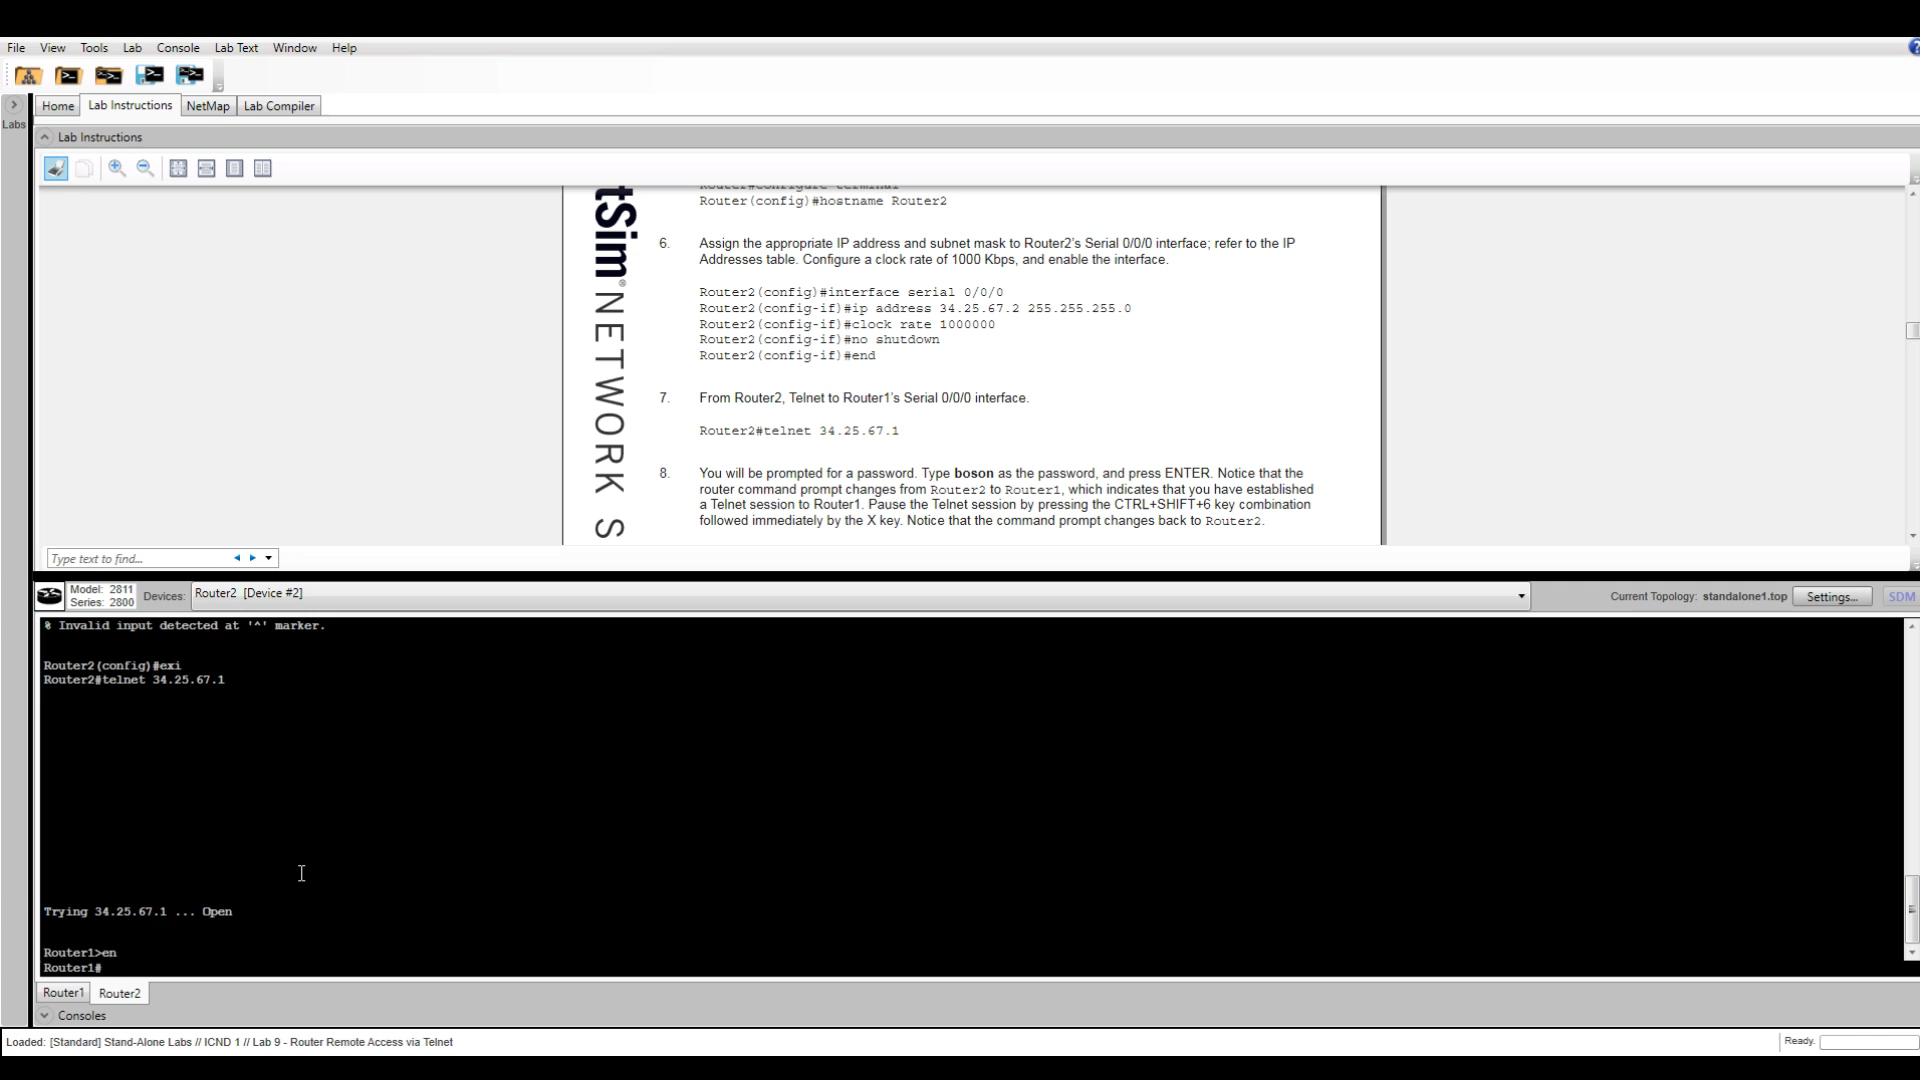 File View Tools Lab Console Lab Text Window Help
Home Lab Instructions NetMap Lab Compiler
Labs
Lab Instructions
Router#configure terminal
Router(config)#hostname Router2
6. Assign the appropriate IP address and subnet mask to Router2's Serial 0/0/0 interface; refer to the IP
Addresses table. Configure a clock rate of 1000 Kbps, and enable the interface.
Router2(config)#interface serial 0/0/0
Router2(config-if)#ip address 34.25.67.2 255.255.255.0
Router2(config-if)#clock rate 1000000
Router2(config-if)#no shutdown
Router2(config-if)#end
7. From Router2, Telnet to Router1's Serial 0/0/0 interface.
Router2#telnet 34.25.67.1
8. You will be prompted for a password. Type boson as the password, and press ENTER. Notice that the
router command prompt changes from Router2 to Router1, which indicates that you have established
a Telnet session to Router1. Pause the Telnet session by pressing the CTRL+SHIFT+6 key combination
followed immediately by the X key. Notice that the command prompt changes back to Router2.
tSim® NETWORK S
Type text to find...
Model: 2811
Series: 2800
Devices: Router2 [Device #2]
Current Topology: standalone1.top Settings... SDM
% Invalid input detected at '^' marker.
Router2(config)#exi
Router2#telnet 34.25.67.1
Trying 34.25.67.1 ... Open
Router1>en
Router1#
Router1 Router2
Consoles
Loaded: [Standard] Stand-Alone Labs // ICND 1 // Lab 9 - Router Remote Access via Telnet
Ready.